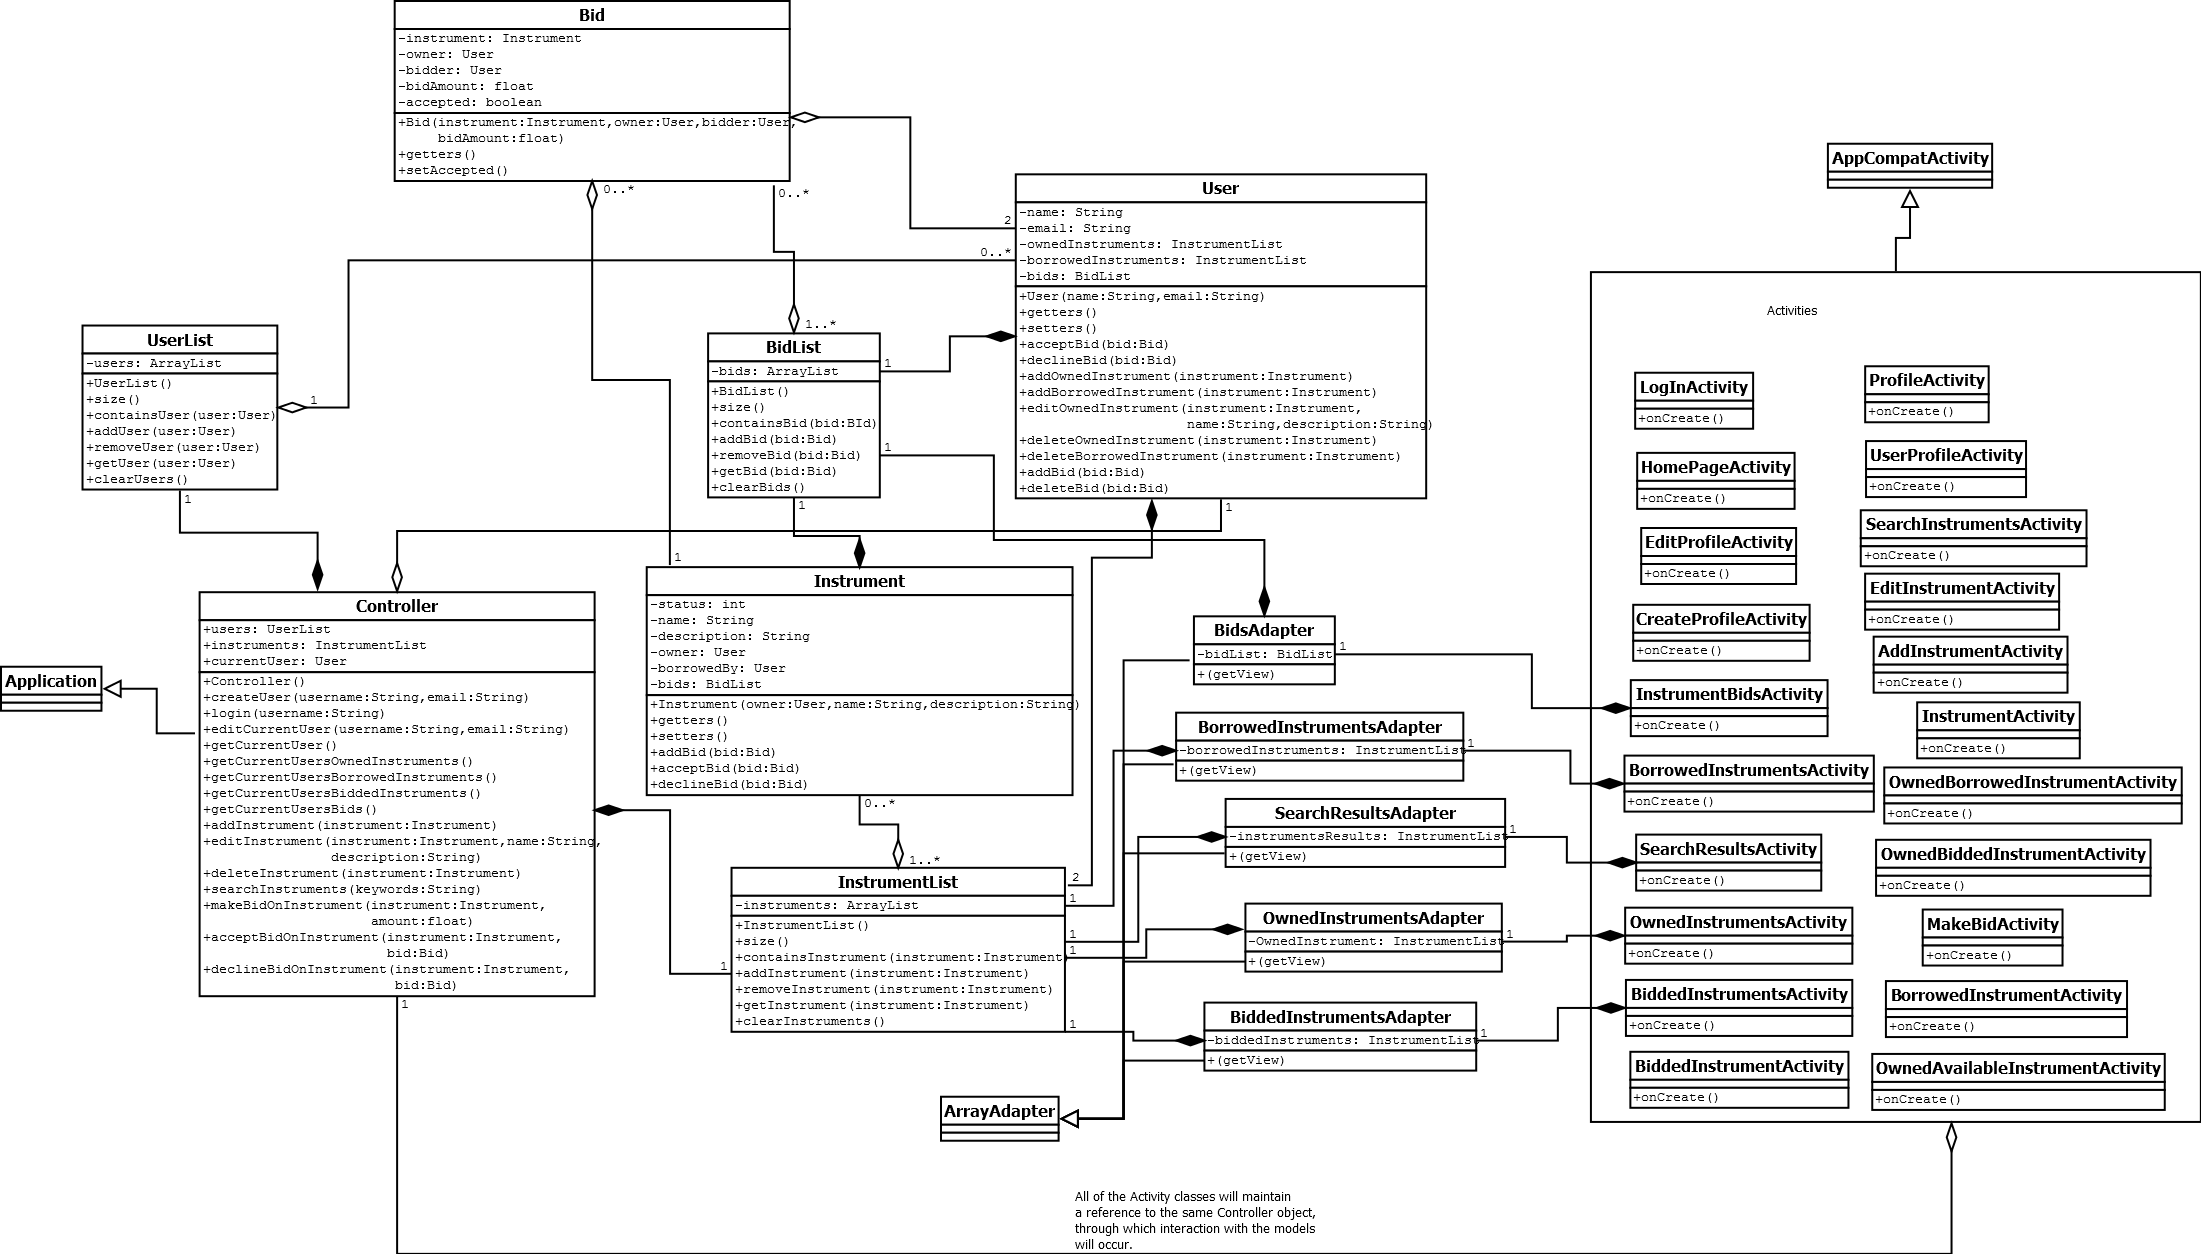 Bid
-instrument: Instrument
-owner: User
-bidder: User
-bidAmount: float
-accepted: boolean
+Bid(instrument:Instrument,owner:User,bidder:User,
bidAmount:float)
+getters()
+setAccepted()
0..*
0..*
User
-name: String
-email: String
-ownedInstruments: InstrumentList
-borrowedInstruments: InstrumentList
-bids: BidList
+User(name:String,email:String)
+getters()
+setters()
+acceptBid(bid:Bid)
+declineBid(bid:Bid)
+addOwnedInstrument(instrument:Instrument)
+addBorrowedInstrument(instrument:Instrument)
+editOwnedInstrument(instrument:Instrument,
name:String,description:String)
+deleteOwnedInstrument(instrument:Instrument)
+deleteBorrowedInstrument(instrument:Instrument)
+addBid(bid:Bid)
+deleteBid(bid:Bid)
2
0..*
1
UserList
-users: ArrayList
+UserList()
+size()
+containsUser(user:User)
+addUser(user:User)
+removeUser(user:User)
+getUser(user:User)
+clearUsers()
1
1
1..*
BidList
-bids: ArrayList
+BidList()
+size()
+containsBid(bid:BId)
+addBid(bid:Bid)
+removeBid(bid:Bid)
+getBid(bid:Bid)
+clearBids()
1
1
1
Application
Controller
+users: UserList
+instruments: InstrumentList
+currentUser: User
+Controller()
+createUser(username:String,email:String)
+login(username:String)
+editCurrentUser(username:String,email:String)
+getCurrentUser()
+getCurrentUsersOwnedInstruments()
+getCurrentUsersBorrowedInstruments()
+getCurrentUsersBiddedInstruments()
+getCurrentUsersBids()
+addInstrument(instrument:Instrument)
+editInstrument(instrument:Instrument,name:String,
description:String)
+deleteInstrument(instrument:Instrument)
+searchInstruments(keywords:String)
+makeBidOnInstrument(instrument:Instrument,
amount:float)
+acceptBidOnInstrument(instrument:Instrument,
bid:Bid)
+declineBidOnInstrument(instrument:Instrument,
bid:Bid)
1
1
Instrument
-status: int
-name: String
-description: String
-owner: User
-borrowedBy: User
-bids: BidList
+Instrument(owner:User,name:String,description:String)
+getters()
+setters()
+addBid(bid:Bid)
+acceptBid(bid:Bid)
+declineBid(bid:Bid)
0..*
1..*
InstrumentList
-instruments: ArrayList
+InstrumentList()
+size()
+containsInstrument(instrument:Instrument)
+addInstrument(instrument:Instrument)
+removeInstrument(instrument:Instrument)
+getInstrument(instrument:Instrument)
+clearInstruments()
1
2
1
1
1
1
BidsAdapter
-bidList: BidList
+(getView)
1
BorrowedInstrumentsAdapter
-borrowedInstruments: InstrumentList
+(getView)
1
SearchResultsAdapter
-instrumentsResults: InstrumentList
+(getView)
1
OwnedInstrumentsAdapter
-OwnedInstrument: InstrumentList
+(getView)
1
BiddedInstrumentsAdapter
-biddedInstruments: InstrumentList
+(getView)
1
ArrayAdapter
AppCompatActivity
Activities
LogInActivity
+onCreate()
HomePageActivity
+onCreate()
EditProfileActivity
+onCreate()
CreateProfileActivity
+onCreate()
InstrumentBidsActivity
+onCreate()
BorrowedInstrumentsActivity
+onCreate()
SearchResultsActivity
+onCreate()
OwnedInstrumentsActivity
+onCreate()
BiddedInstrumentsActivity
+onCreate()
BiddedInstrumentActivity
+onCreate()
ProfileActivity
+onCreate()
UserProfileActivity
+onCreate()
SearchInstrumentsActivity
+onCreate()
EditInstrumentActivity
+onCreate()
AddInstrumentActivity
+onCreate()
InstrumentActivity
+onCreate()
OwnedBorrowedInstrumentActivity
+onCreate()
OwnedBiddedInstrumentActivity
+onCreate()
MakeBidActivity
+onCreate()
BorrowedInstrumentActivity
+onCreate()
OwnedAvailableInstrumentActivity
+onCreate()
All of the Activity classes will maintain
a reference to the same Controller object,
through which interaction with the models
will occur.